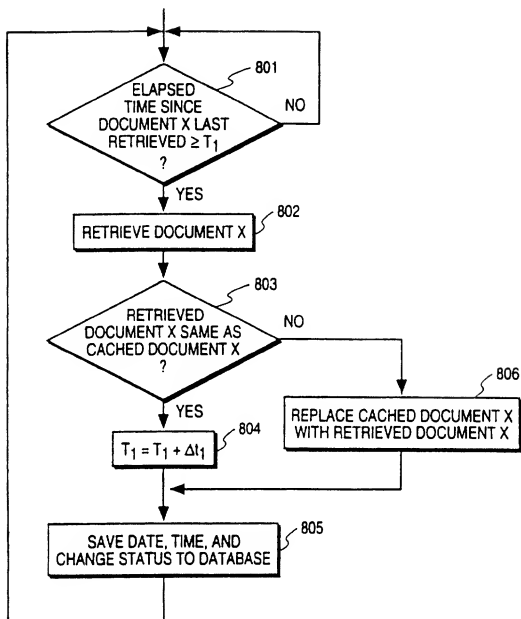 801
ELAPSED
TIME SINCE
DOCUMENT X LAST
RETRIEVED ≥ T₁
?
NO
YES
802
RETRIEVE DOCUMENT X
803
RETRIEVED
DOCUMENT X SAME AS
CACHED DOCUMENT X
?
NO
YES
806
REPLACE CACHED DOCUMENT X
WITH RETRIEVED DOCUMENT X
804
T₁ = T₁ + Δt₁
805
SAVE DATE, TIME, AND
CHANGE STATUS TO DATABASE